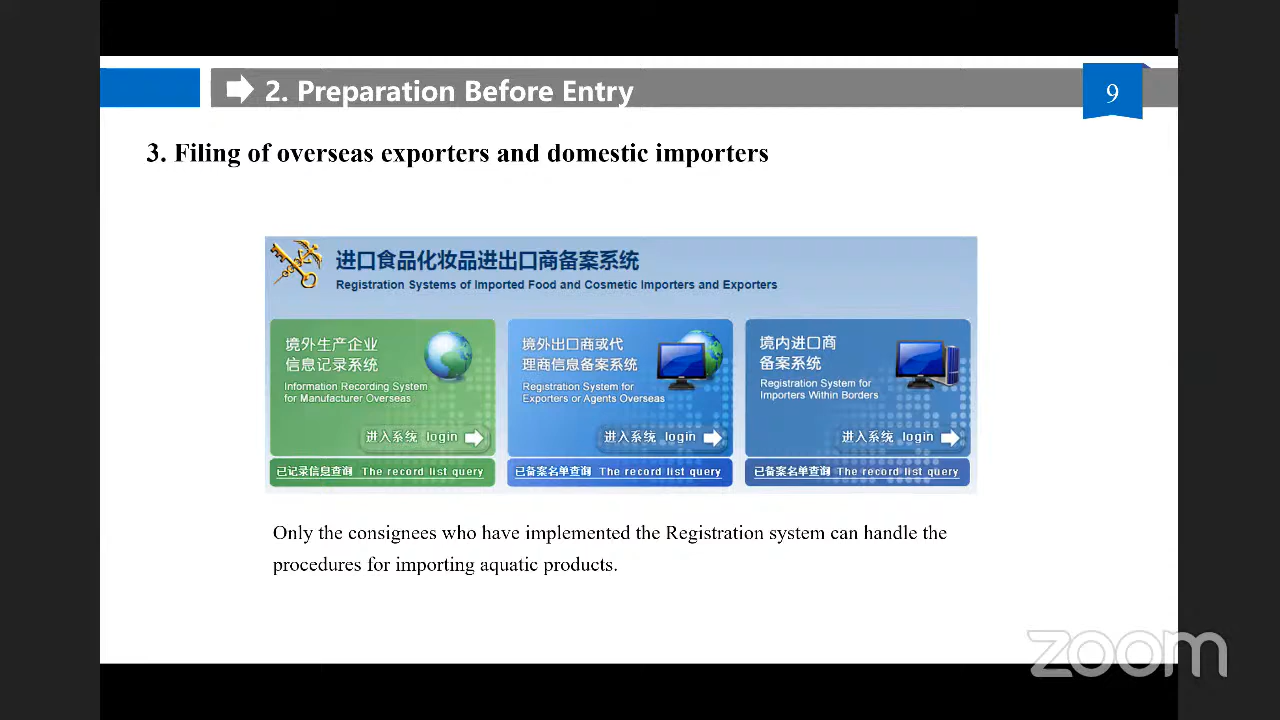 2. Preparation Before Entry
9
3. Filing of overseas exporters and domestic importers
进口食品化妆品进出口商备案系统
Registration Systems of Imported Food and Cosmetic Importers and Exporters
境外生产企业
信息记录系统
Information Recording System
for Manufacturer Overseas
进入系统 login
已记录信息查询 The record list query
境外出口商或代
理商信息备案系统
Registration System for
Exporters or Agents Overseas
进入系统 login
已备案名单查询 The record list query
境内进口商
备案系统
Registration System for
Importers Within Borders
进入系统 login
已备案名单查询 The record list query
Only the consignees who have implemented the Registration system can handle the
procedures for importing aquatic products.
zoom